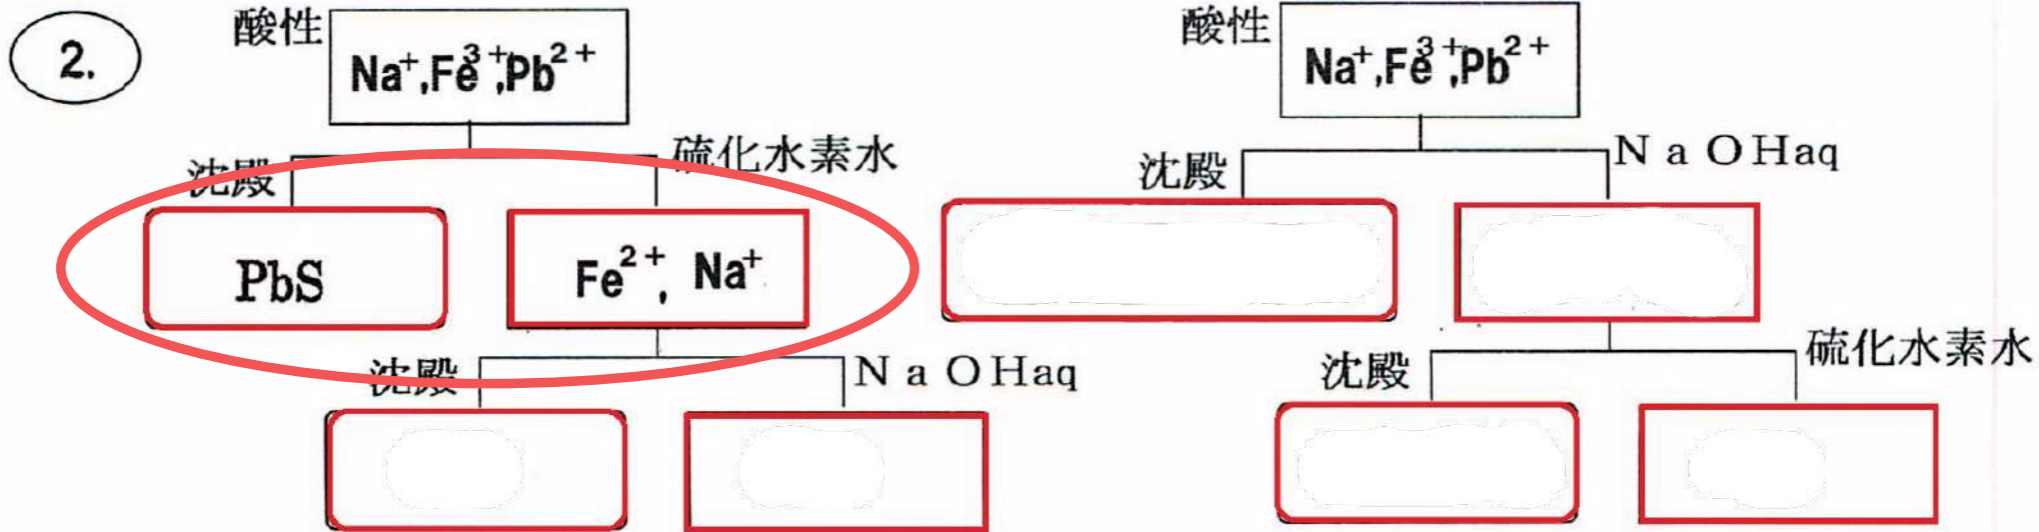 2.
酸性
Na⁺,Fe³⁺,Pb²⁺
沈殿
硫化水素水
PbS
Fe²⁺, Na⁺
沈殿
NaOHaq
酸性
Na⁺,Fe³⁺,Pb²⁺
沈殿
NaOHaq
沈殿
硫化水素水